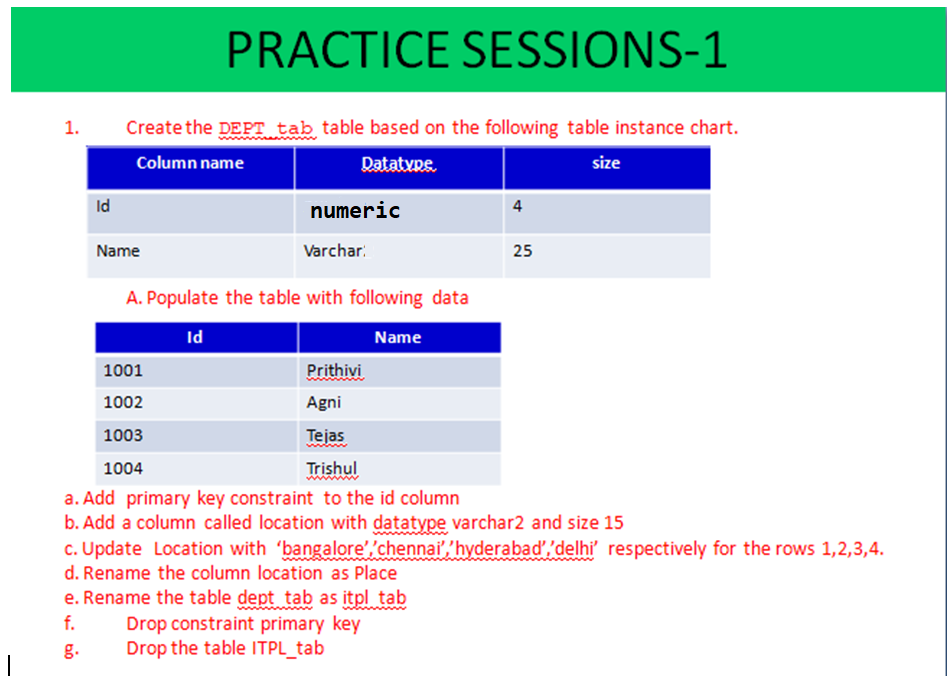 PRACTICE SESSIONS-1
1. Create the DEPT_tab table based on the following table instance chart.
Column name Datatype size
Id numeric 4
Name Varchar 25
A. Populate the table with following data
Id Name
1001 Prithivi
1002 Agni
1003 Tejas
1004 Trishul
a. Add primary key constraint to the id column
b. Add a column called location with datatype varchar2 and size 15
c. Update Location with ‘bangalore’,’chennai’,’hyderabad’,’delhi’ respectively for the rows 1,2,3,4.
d. Rename the column location as Place
e. Rename the table dept_tab as itpl_tab
f. Drop constraint primary key
g. Drop the table ITPL_tab